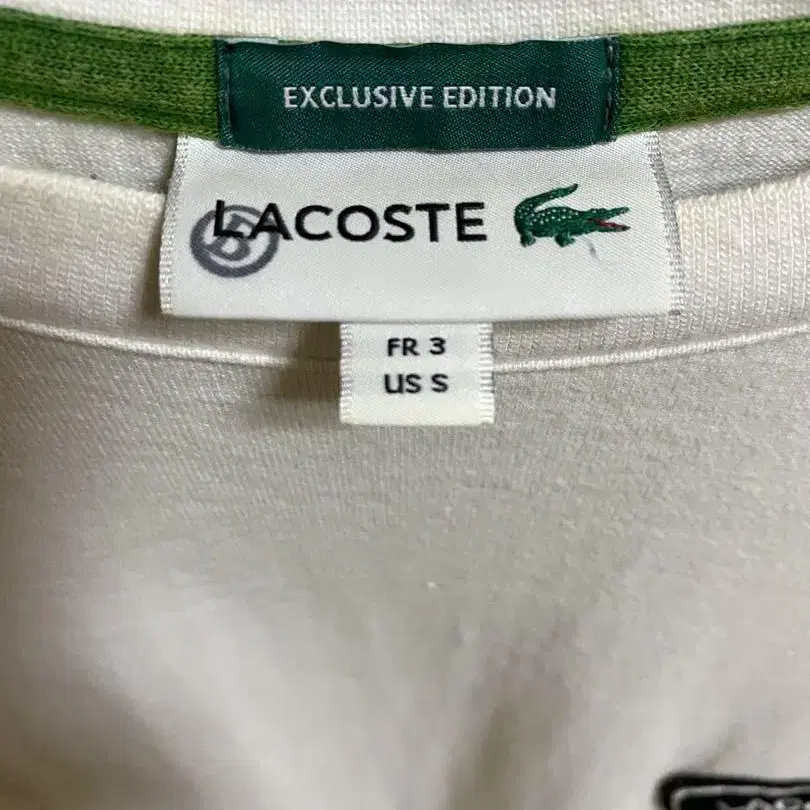 EXCLUSIVE EDITION
LACOSTE
FR 3
US S